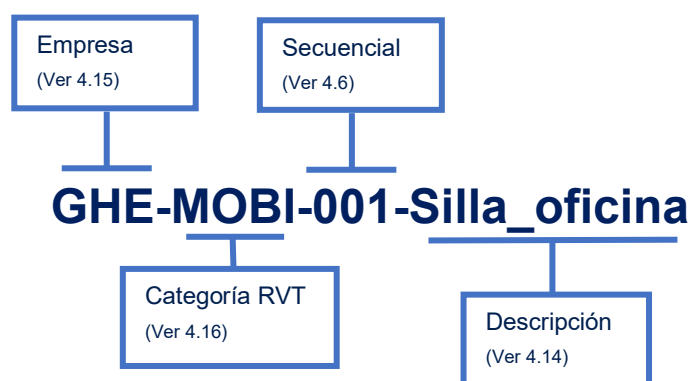 Empresa
(Ver 4.15)
Secuencial
(Ver 4.6)
GHE-MOBI-001-Silla_oficina
Categoría RVT
(Ver 4.16)
Descripción
(Ver 4.14)